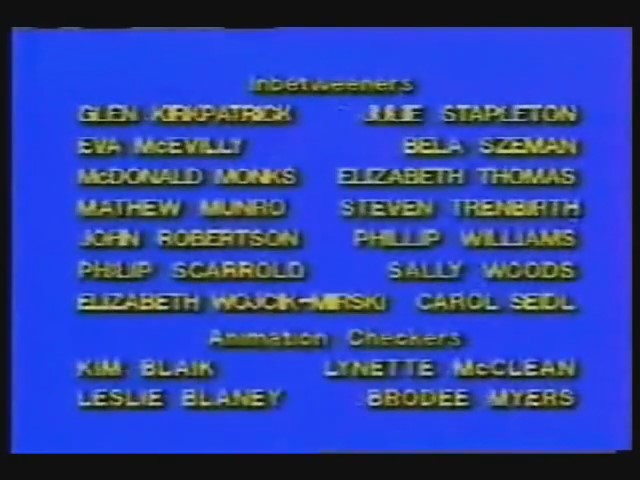 Inbetweeners
GLEN KIRKPATRICK JULIE STAPLETON
EVA McEVILLY BELA SZEMAN
McDONALD MONKS ELIZABETH THOMAS
MATHEW MUNRO STEVEN TRENBIRTH
JOHN ROBERTSON PHILLIP WILLIAMS
PHILIP SCARROLD SALLY WOODS
ELIZABETH WOJCIK-MIRSKI CAROL SEIDL
Animation Checkers
KIM BLAIK LYNETTE McCLEAN
LESLIE BLANEY BRODEE MYERS